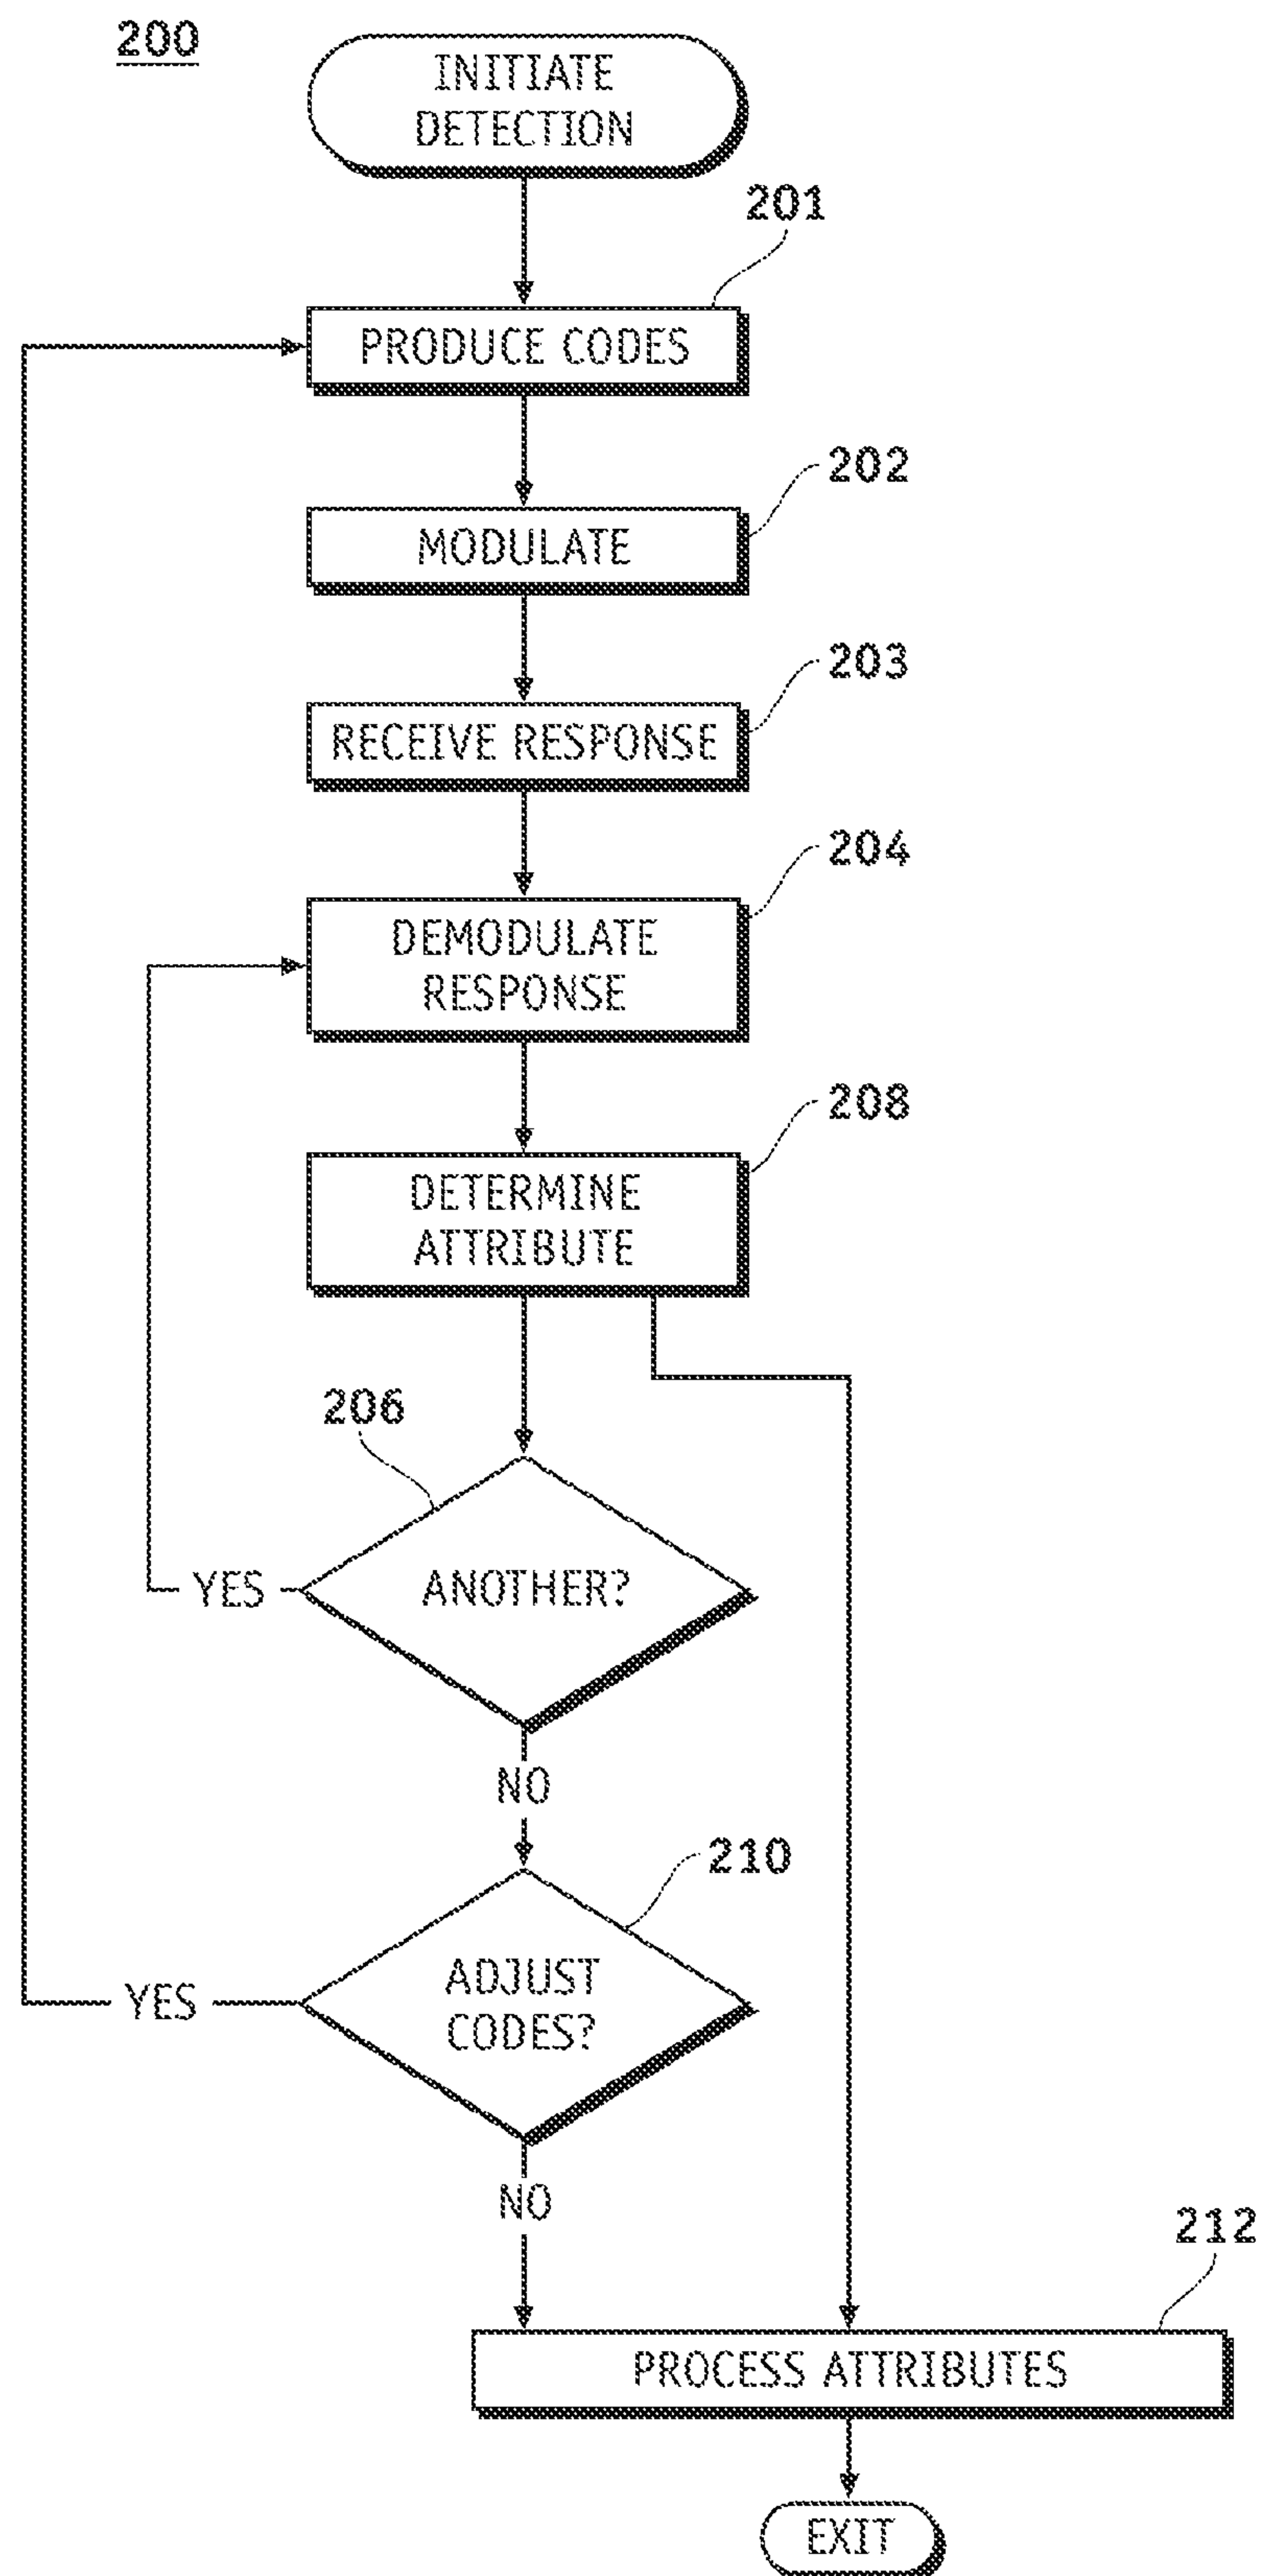 200
INITIATE
DETECTION
201
PRODUCE CODES
202
MODULATE
203
RECEIVE RESPONSE
204
DEMODULATE
RESPONSE
208
DETERMINE
ATTRIBUTE
206
ANOTHER?
YES
NO
210
ADJUST
CODES?
YES
NO
212
PROCESS ATTRIBUTES
EXIT